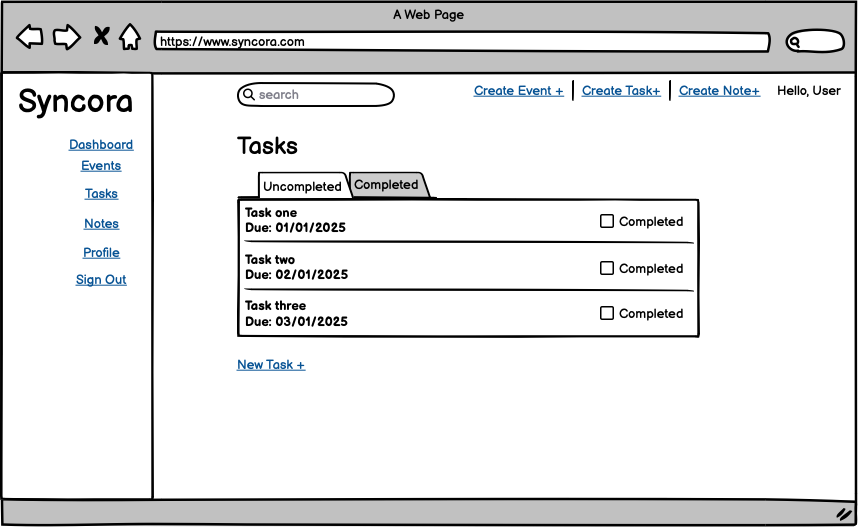 A Web Page
https://www.syncora.com
Syncora
Dashboard
Events
Tasks
Notes
Profile
Sign Out
search
Create Event +
Create Task+
Create Note+
Hello, User
Tasks
Uncompleted
Completed
Task one
Due: 01/01/2025
Completed
Task two
Due: 02/01/2025
Completed
Task three
Due: 03/01/2025
Completed
New Task +